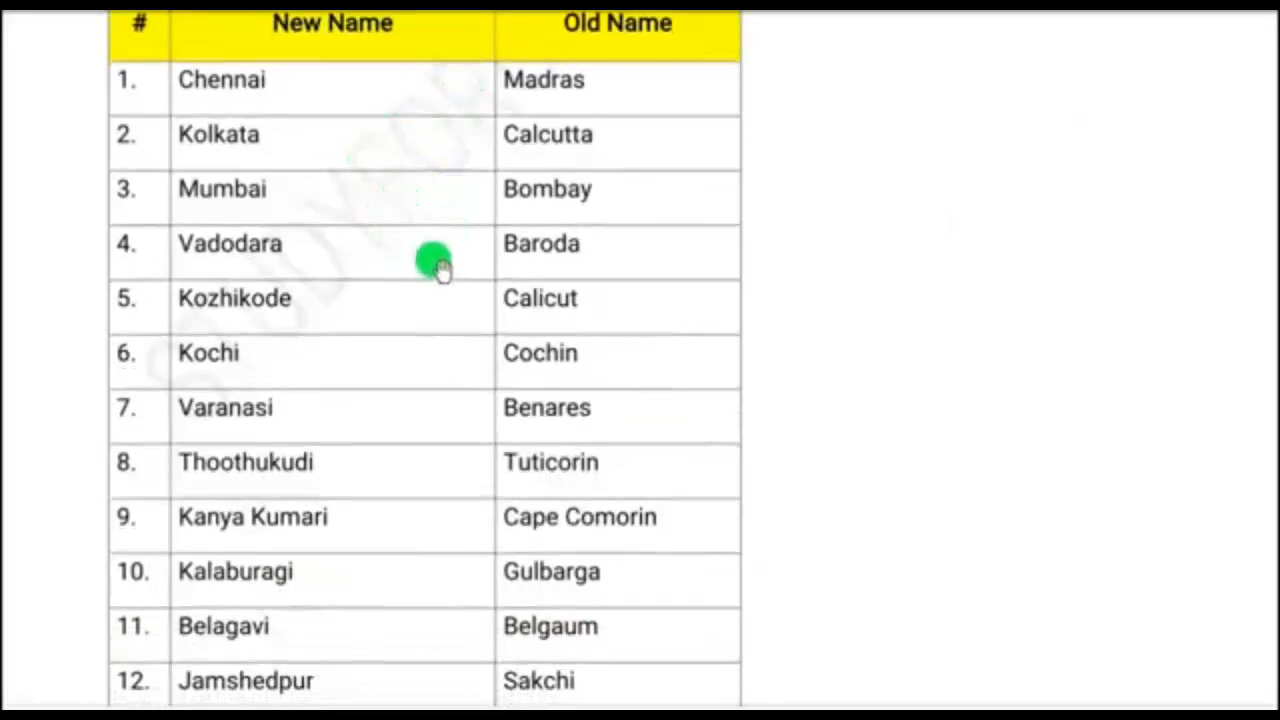 # New Name Old Name
1. Chennai Madras
2. Kolkata Calcutta
3. Mumbai Bombay
4. Vadodara Baroda
5. Kozhikode Calicut
6. Kochi Cochin
7. Varanasi Benares
8. Thoothukudi Tuticorin
9. Kanya Kumari Cape Comorin
10. Kalaburagi Gulbarga
11. Belagavi Belgaum
12. Jamshedpur Sakchi